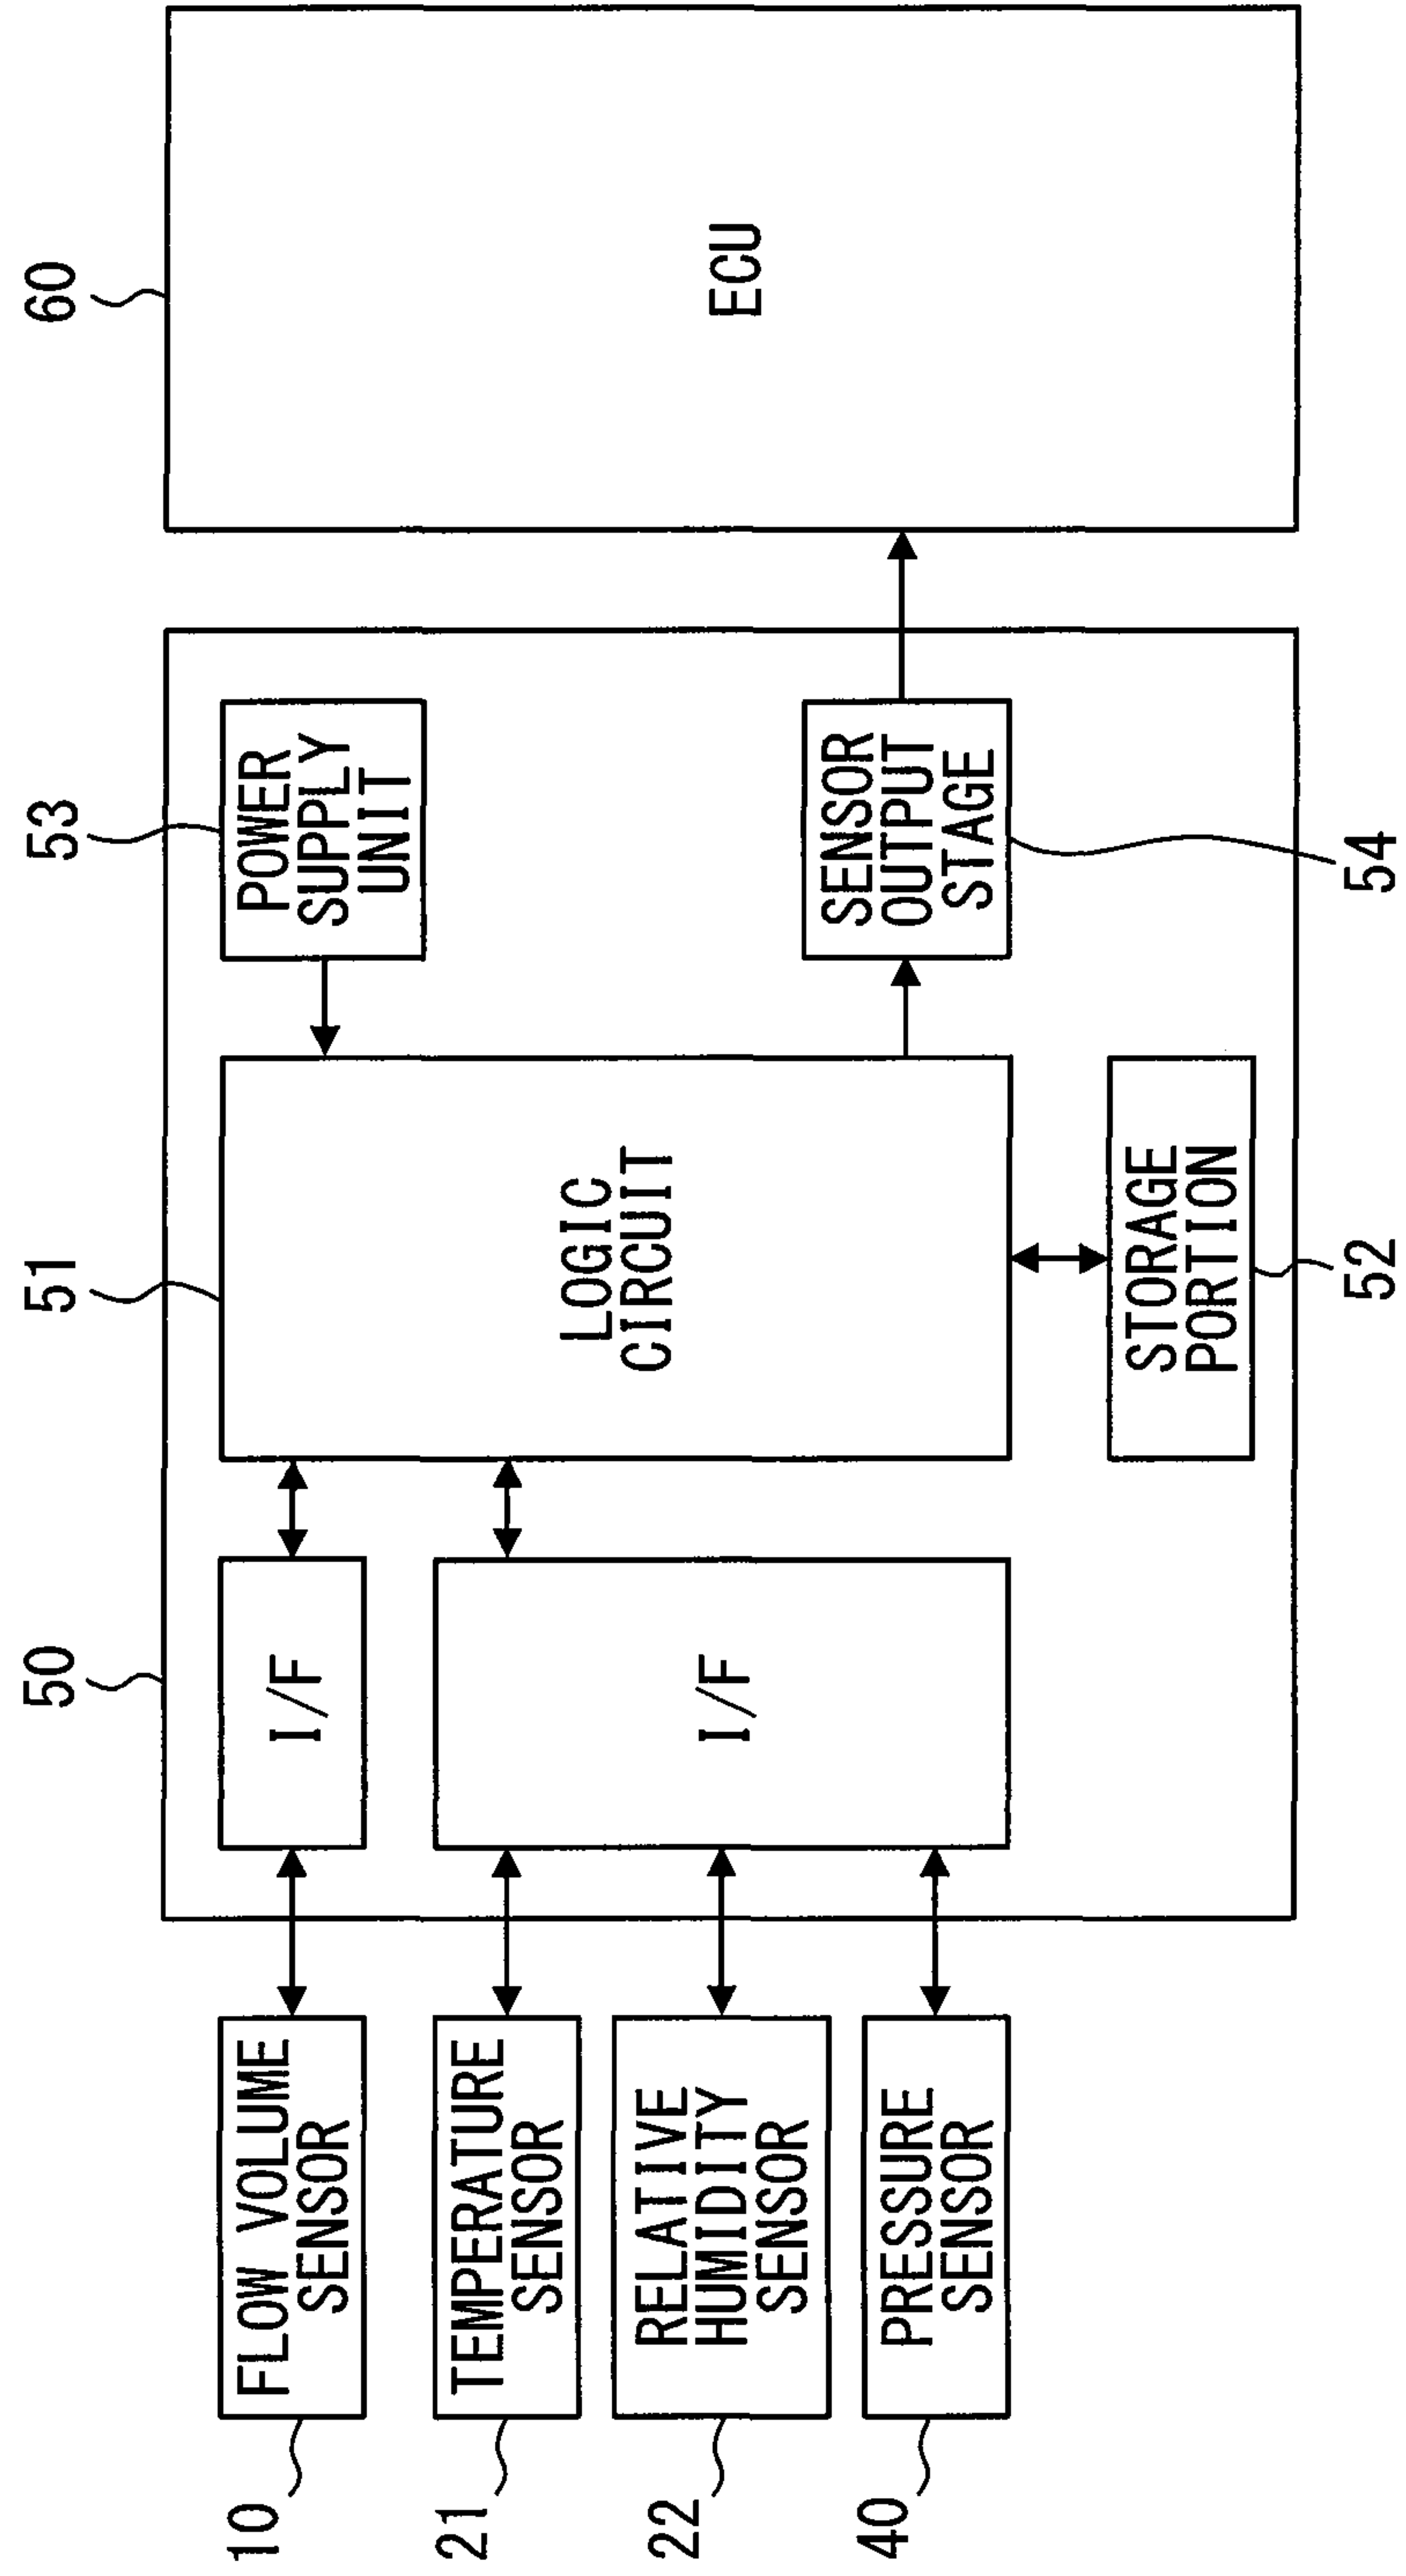 50
51
53
60
10
FLOW VOLUME
SENSOR
I/F
POWER
SUPPLY
UNIT
21
TEMPERATURE
SENSOR
22
RELATIVE
HUMIDITY
SENSOR
I/F
LOGIC
CIRCUIT
ECU
40
PRESSURE
SENSOR
SENSOR
OUTPUT
STAGE
STORAGE
PORTION
52
54